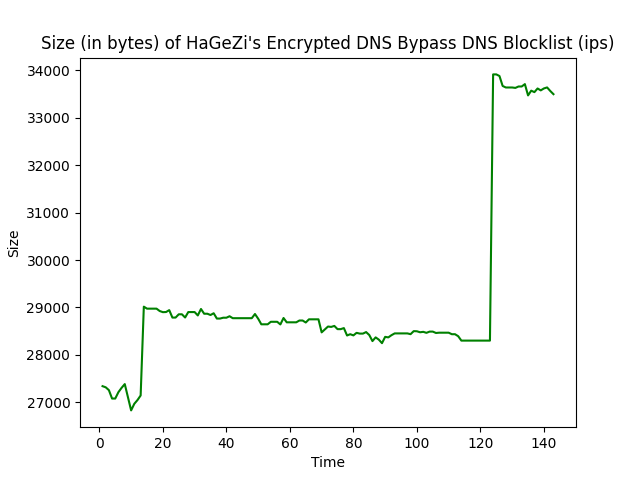 Size (in bytes) of HaGeZi's Encrypted DNS Bypass DNS Blocklist (ips)
34000
33000
32000
31000
30000
29000
28000
27000
Size
0 20 40 60 80 100 120 140
Time